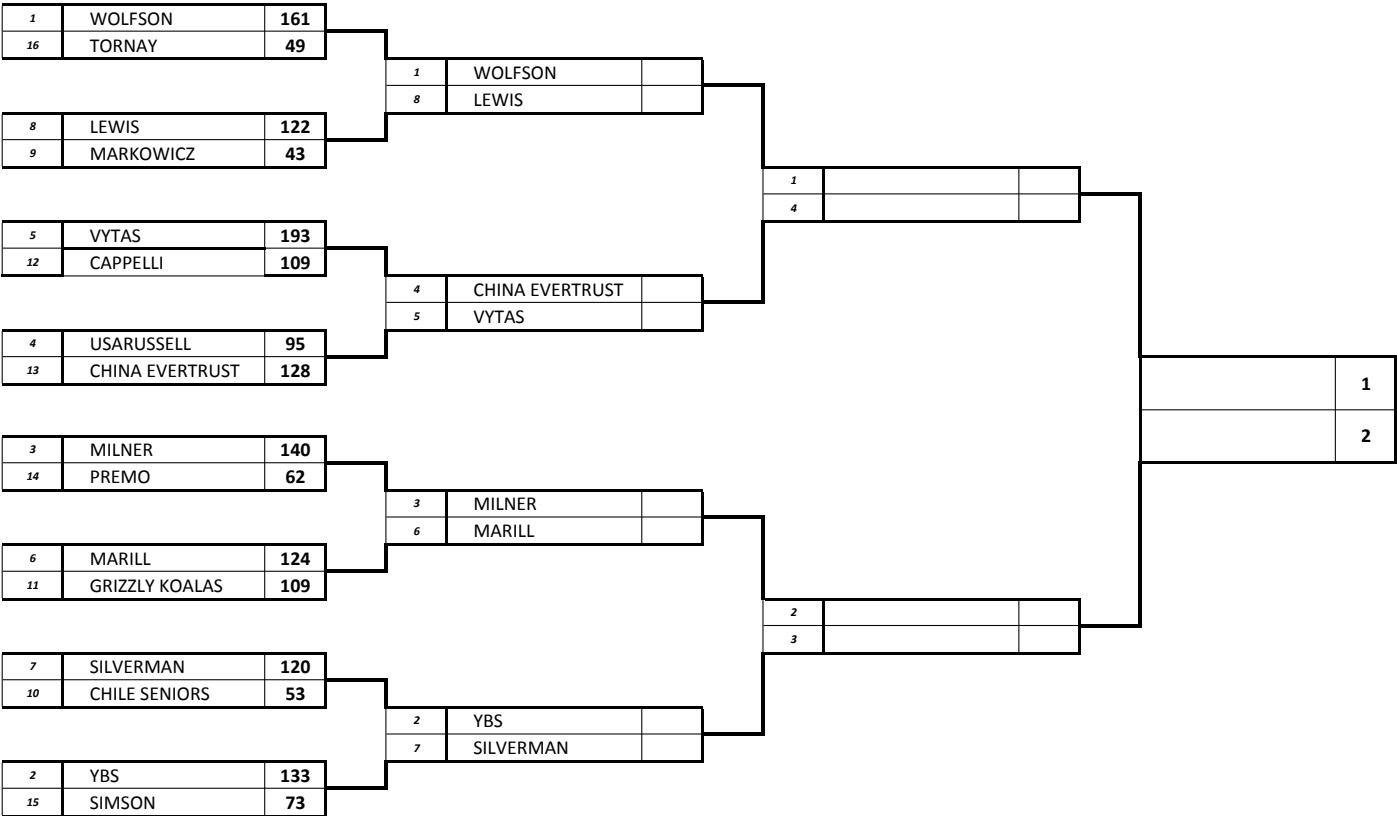 1 WOLFSON 161
16 TORNAY 49
8 LEWIS 122
9 MARKOWICZ 43
5 VYTAS 193
12 CAPPELLI 109
4 USARUSSELL 95
13 CHINA EVERTRUST 128
3 MILNER 140
14 PREMO 62
6 MARILL 124
11 GRIZZLY KOALAS 109
7 SILVERMAN 120
10 CHILE SENIORS 53
2 YBS 133
15 SIMSON 73
1 WOLFSON
8 LEWIS
4 CHINA EVERTRUST
5 VYTAS
3 MILNER
6 MARILL
2 YBS
7 SILVERMAN
1
4
2
3
1
2